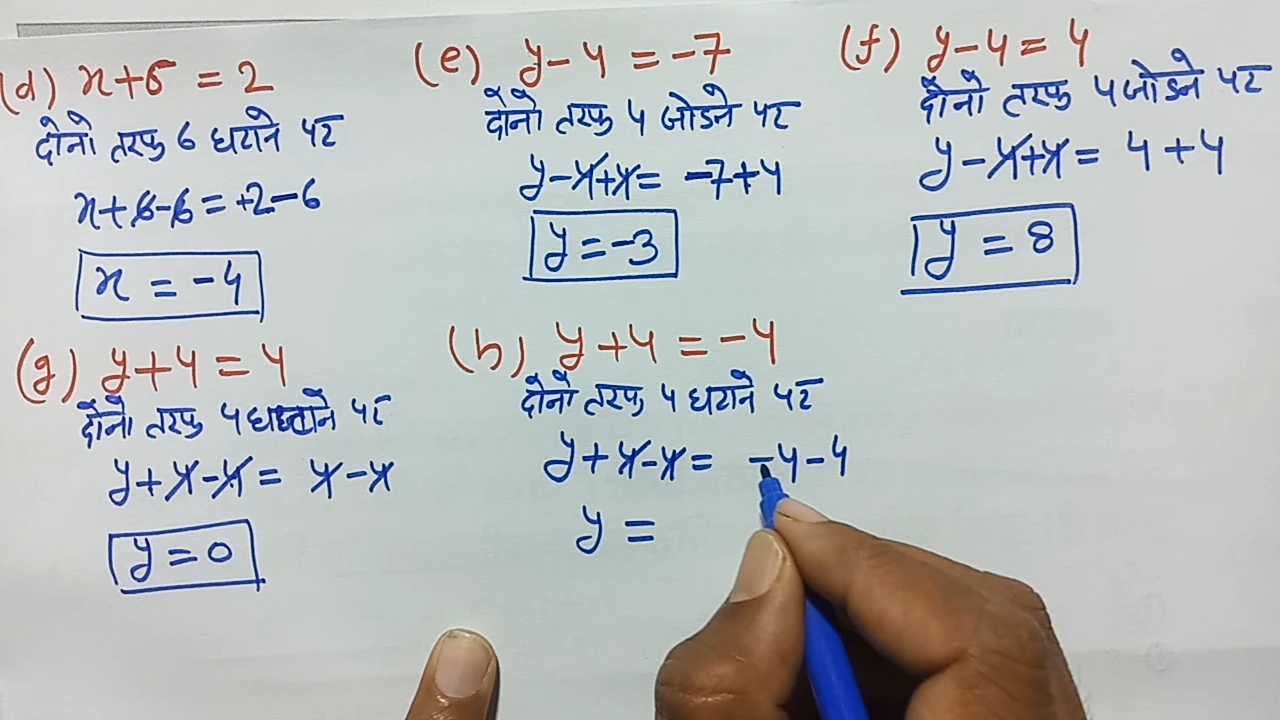 (d) x+6 = 2
दोनो तरफ 6 घटाने पर
x+6-6 = +2-6
x = -4
(e) y-4 = -7
दोनो तरफ 4 जोडने पर
y-4+4 = -7+4
y = -3
(f) y-4 = 4
दोनो तरफ 4 जोडने पर
y-4+4 = 4+4
y = 8
(g) y+4 = 4
दोनो तरफ 4 घटाने पर
y+4-4 = 4-4
y = 0
(h) y+4 = -4
दोनो तरफ 4 घटाने पर
y+4-4 = -4-4
y =